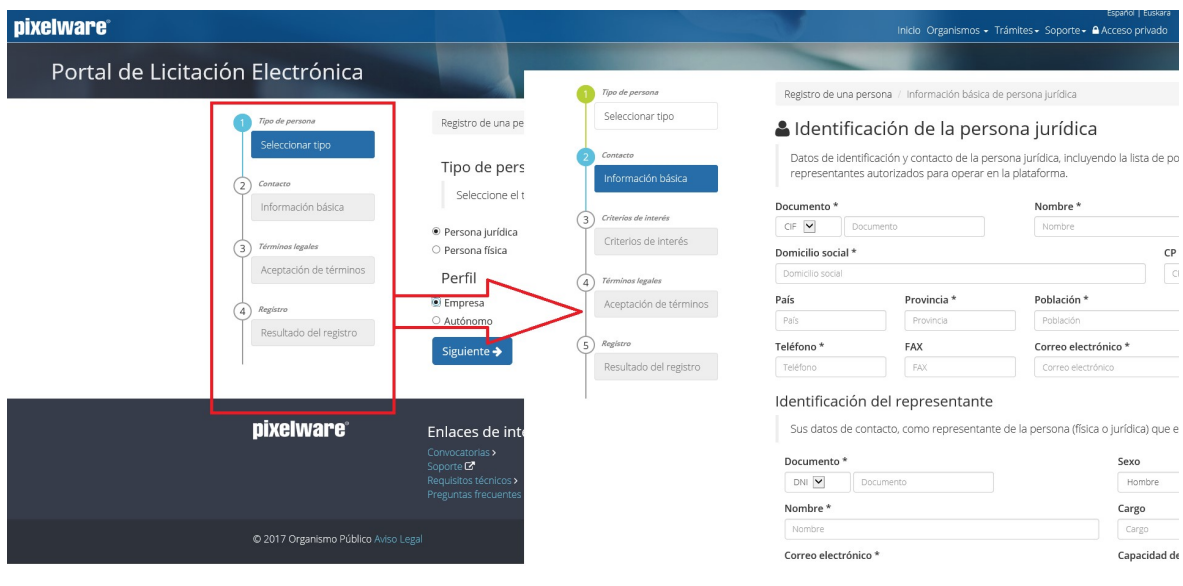 pixelware®
Español | Euskara
Inicio Organismos Trámites Soporte Acceso privado
Portal de Licitación Electrónica
1 Tipo de persona
Seleccionar tipo
2 Contacto
Información básica
3 Términos legales
Aceptación de términos
4 Registro
Resultado del registro
Registro de una pe
Tipo de pers
Seleccione el t
Persona jurídica
Persona física
Perfil
Empresa
Autónomo
Siguiente
1 Tipo de persona
Seleccionar tipo
2 Contacto
Información básica
3 Criterios de interés
Criterios de interés
4 Términos legales
Aceptación de términos
5 Registro
Resultado del registro
Registro de una persona / Información básica de persona jurídica
Identificación de la persona jurídica
Datos de identificación y contacto de la persona jurídica, incluyendo la lista de po
representantes autorizados para operar en la plataforma.
Documento * Nombre *
CIF Documento Nombre
Domicilio social * CP
Domicilio social
País Provincia * Población *
País Provincia Población
Teléfono * FAX Correo electrónico *
Teléfono FAX Correo electrónico
Identificación del representante
Sus datos de contacto, como representante de la persona (física o jurídica) que e
Documento * Sexo
DNI Documento Hombre
Nombre * Cargo
Nombre Cargo
Correo electrónico * Capacidad de
pixelware®
Enlaces de inte
Convocatorias
Soporte
Requisitos técnicos
Preguntas frecuentes
© 2017 Organismo Público Aviso Legal